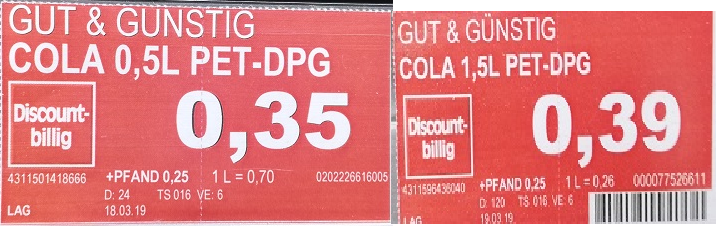 GUT & GÜNSTIG
COLA 0,5L PET-DPG
Discount-
billig
0,35
4311501418666 +PFAND 0,25 1 L = 0,70 0202226616005
D: 24 TS 016 VE: 6
LAG 18.03.19
GUT & GÜNSTIG
COLA 1,5L PET-DPG
Discount-
billig
0,39
4311596436040 +PFAND 0,25 1 L = 0,26 000077526611
D: 120 TS 016 VE: 6
LAG 19.03.19